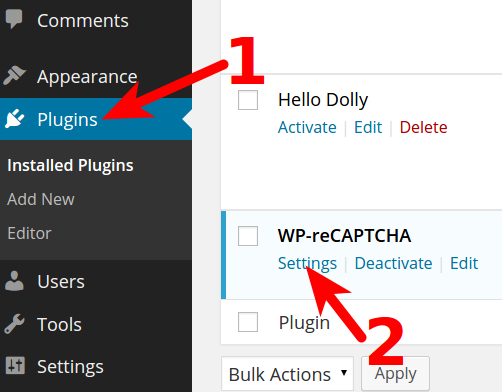 Comments
Appearance
1
Plugins
Installed Plugins
Add New
Editor
Users
Tools
Settings
Hello Dolly
Activate | Edit | Delete
WP-reCAPTCHA
Settings | Deactivate | Edit
2
Plugin
Bulk Actions
Apply